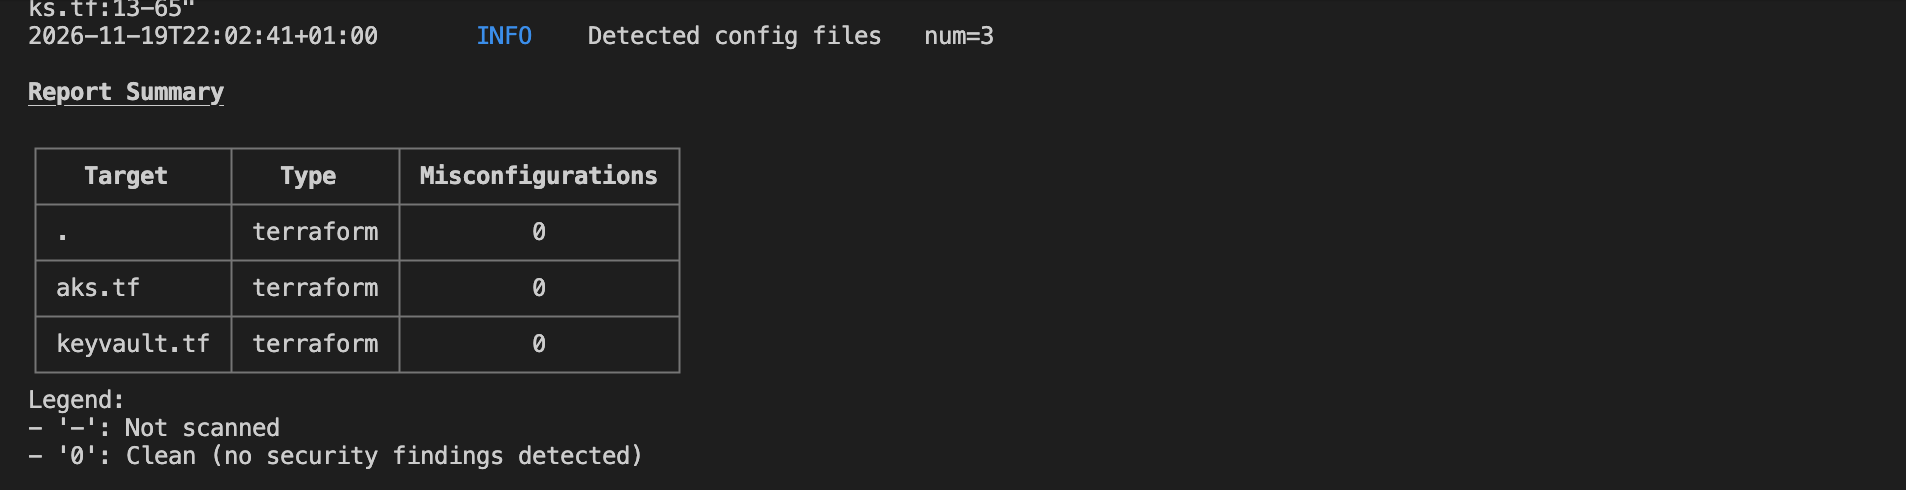 ks.tf:13-65"
2026-11-19T22:02:41+01:00 INFO Detected config files num=3
Report Summary
Target Type Misconfigurations
. terraform 0
aks.tf terraform 0
keyvault.tf terraform 0
Legend:
- '-': Not scanned
- '0': Clean (no security findings detected)